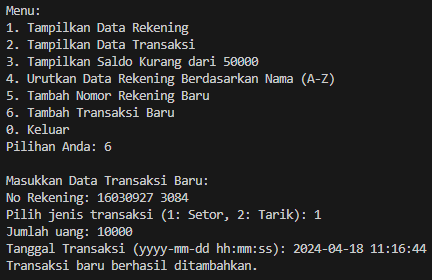 Menu:
1. Tampilkan Data Rekening
2. Tampilkan Data Transaksi
3. Tampilkan Saldo Kurang dari 50000
4. Urutkan Data Rekening Berdasarkan Nama (A-Z)
5. Tambah Nomor Rekening Baru
6. Tambah Transaksi Baru
0. Keluar
Pilihan Anda: 6
Masukkan Data Transaksi Baru:
No Rekening: 16030927 3084
Pilih jenis transaksi (1: Setor, 2: Tarik): 1
Jumlah uang: 10000
Tanggal Transaksi (yyyy-mm-dd hh:mm:ss): 2024-04-18 11:16:44
Transaksi baru berhasil ditambahkan.